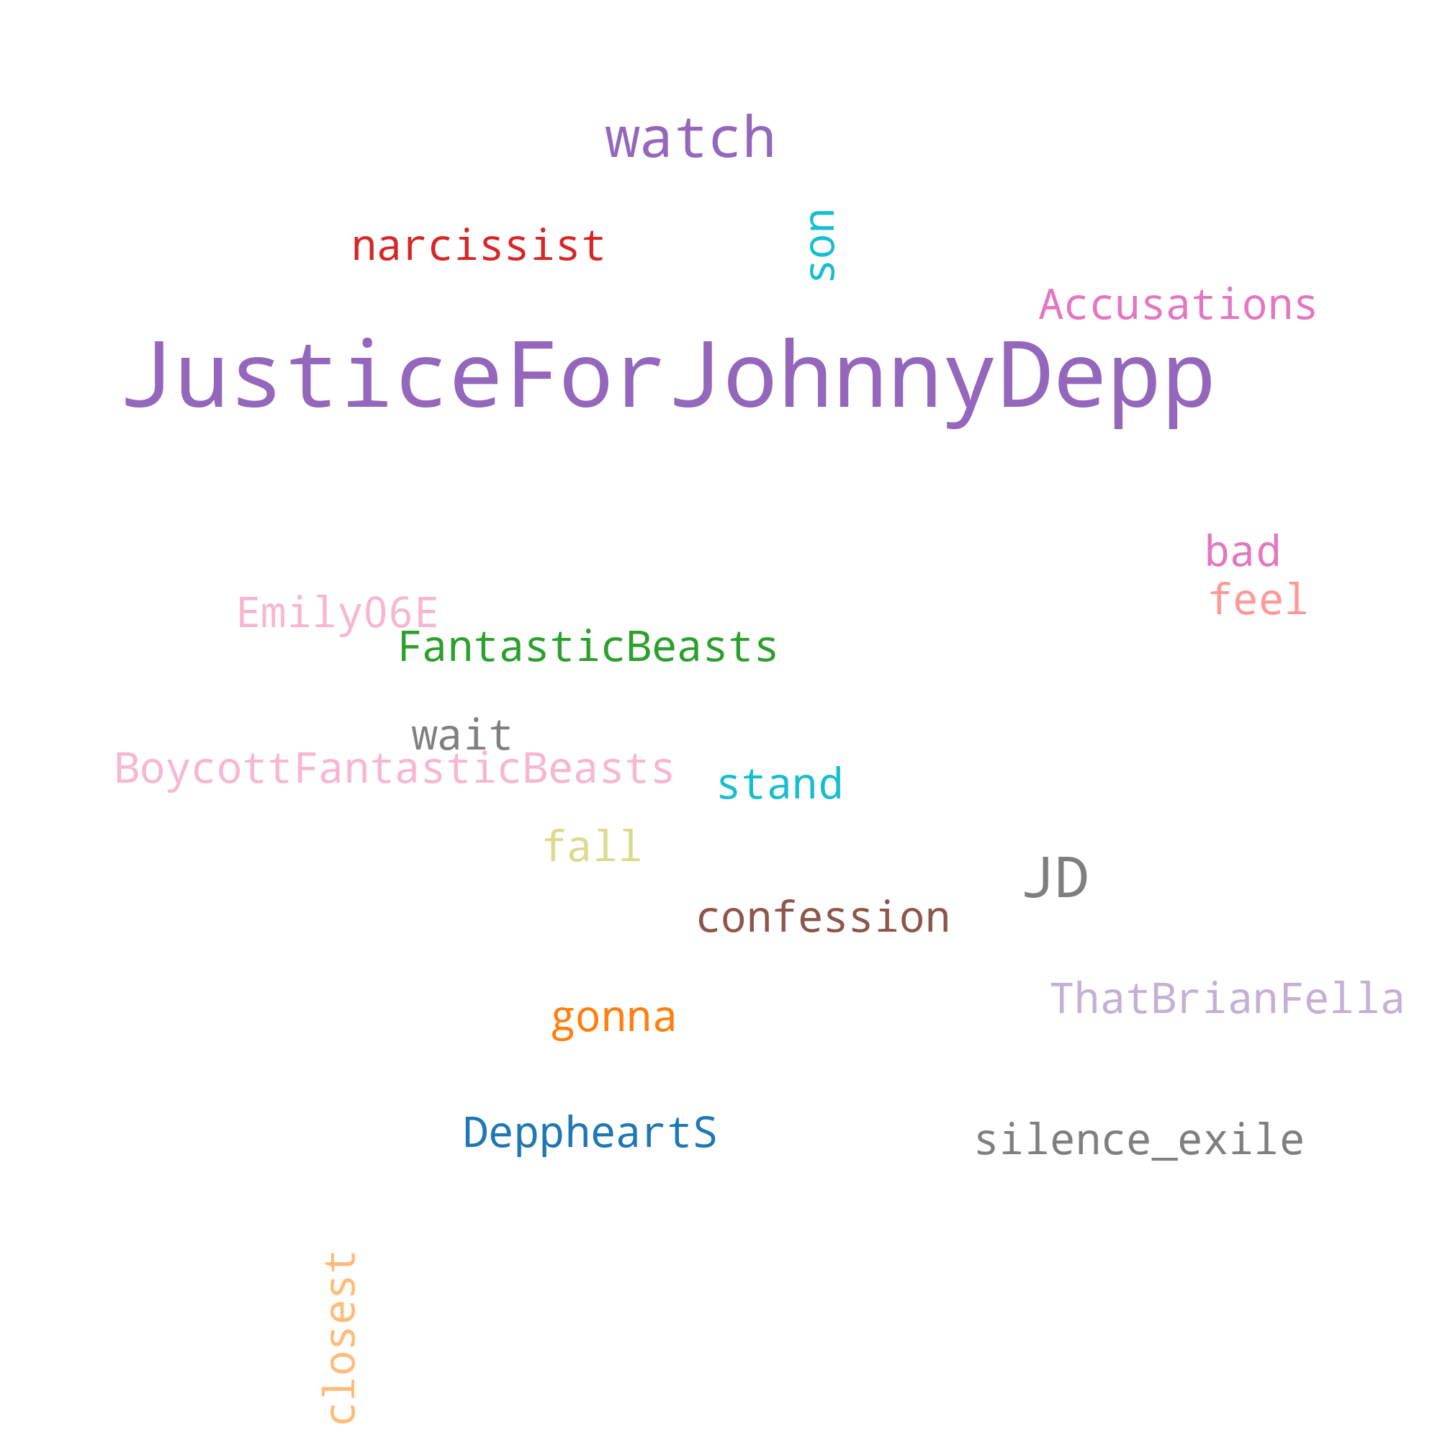 watch
son
narcissist
Accusations
JusticeForJohnnyDepp
bad
feel
Emily06E
FantasticBeasts
wait
BoycottFantasticBeasts
stand
fall
JD
confession
ThatBrianFella
gonna
DeppheartS
silence_exile
closest